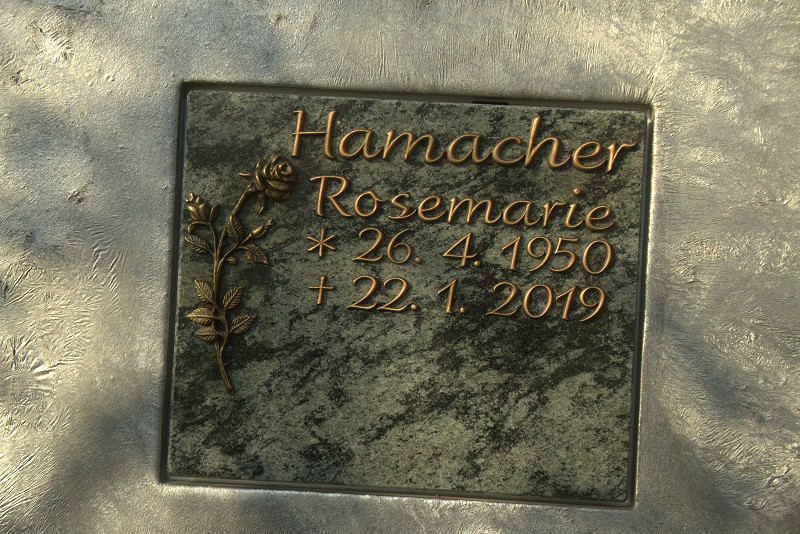 Hamacher
Rosemarie
* 26. 4. 1950
† 22. 1. 2019